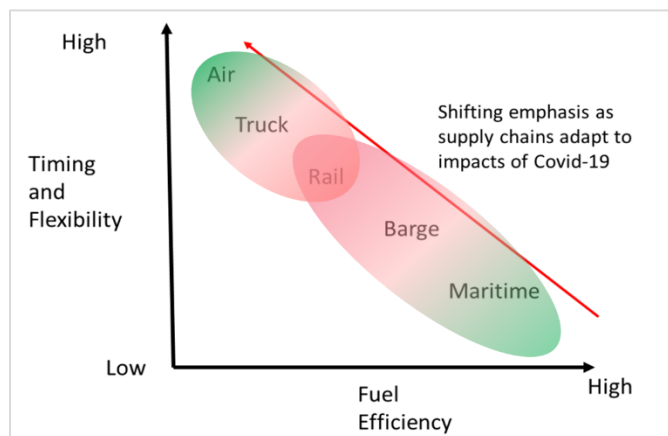 High
Air
Truck
Rail
Barge
Maritime
Shifting emphasis as
supply chains adapt to
impacts of Covid-19
Timing
and
Flexibility
Low
High
Fuel
Efficiency